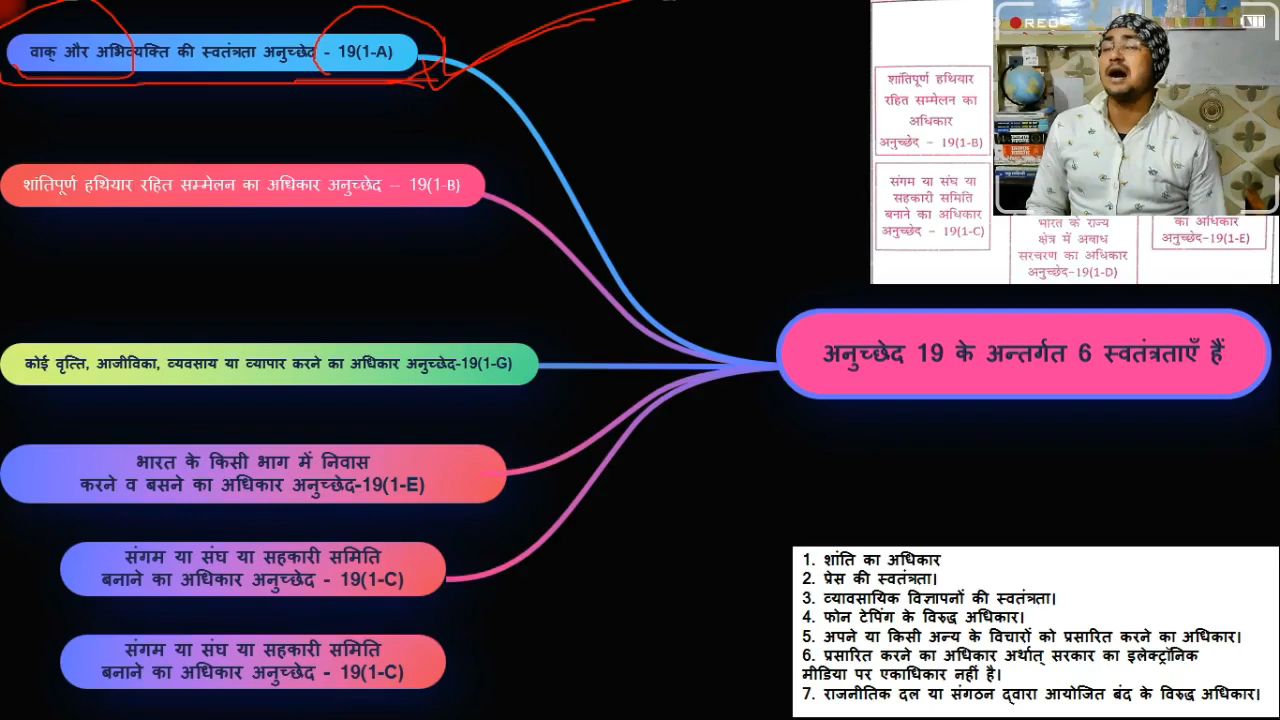 वाक् और अभिव्यक्ति की स्वतंत्रता अनुच्छेद - 19(1-A)
शांतिपूर्ण हथियार रहित सम्मेलन का अधिकार अनुच्छेद – 19(1-B)
कोई वृत्ति, आजीविका, व्यवसाय या व्यापार करने का अधिकार अनुच्छेद-19(1-G)
भारत के किसी भाग में निवास
करने व बसने का अधिकार अनुच्छेद-19(1-E)
संगम या संघ या सहकारी समिति
बनाने का अधिकार अनुच्छेद - 19(1-C)
संगम या संघ या सहकारी समिति
बनाने का अधिकार अनुच्छेद - 19(1-C)
अनुच्छेद 19 के अन्तर्गत 6 स्वतंत्रताएँ हैं
शांतिपूर्ण हथियार
रहित सम्मेलन का
अधिकार
अनुच्छेद - 19(1-B)
संगम या संघ या
सहकारी समिति
बनाने का अधिकार
अनुच्छेद - 19(1-C)
भारत के राज्य
क्षेत्र में अबाध
सरचरण का अधिकार
अनुच्छेद-19(1-D)
का अधिकार
अनुच्छेद-19(1-E)
REC
1. शांति का अधिकार
2. प्रेस की स्वतंत्रता।
3. व्यावसायिक विज्ञापनों की स्वतंत्रता।
4. फोन टेपिंग के विरुद्ध अधिकार।
5. अपने या किसी अन्य के विचारों को प्रसारित करने का अधिकार।
6. प्रसारित करने का अधिकार अर्थात् सरकार का इलेक्ट्रॉनिक
मीडिया पर एकाधिकार नहीं है।
7. राजनीतिक दल या संगठन द्वारा आयोजित बंद के विरुद्ध अधिकार।